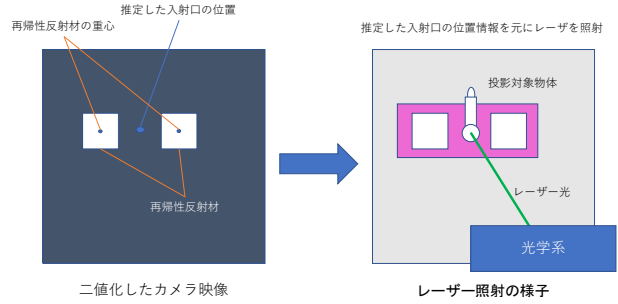 推定した入射口の位置
再帰性反射材の重心
再帰性反射材
二値化したカメラ映像
推定した入射口の位置情報を元にレーザを照射
投影対象物体
レーザー光
光学系
レーザー照射の様子